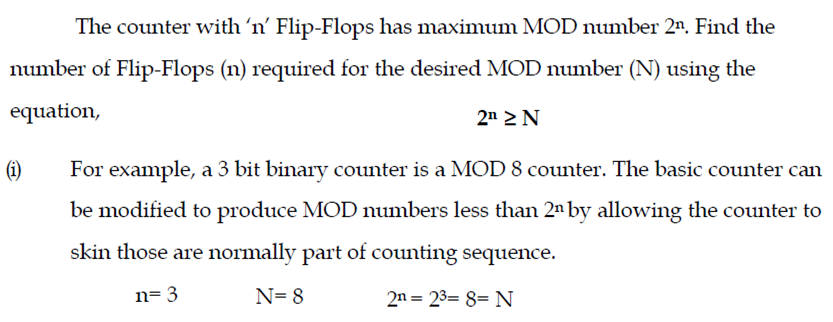 The counter with ‘n’ Flip-Flops has maximum MOD number 2ⁿ. Find the
number of Flip-Flops (n) required for the desired MOD number (N) using the
equation, 2ⁿ ≥ N
(i) For example, a 3 bit binary counter is a MOD 8 counter. The basic counter can
be modified to produce MOD numbers less than 2ⁿ by allowing the counter to
skin those are normally part of counting sequence.
n= 3 N= 8 2ⁿ = 2³= 8= N